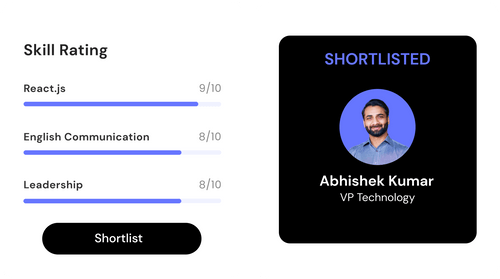 Skill Rating
React.js 9/10
English Communication 8/10
Leadership 8/10
Shortlist
SHORTLISTED
Abhishek Kumar
VP Technology